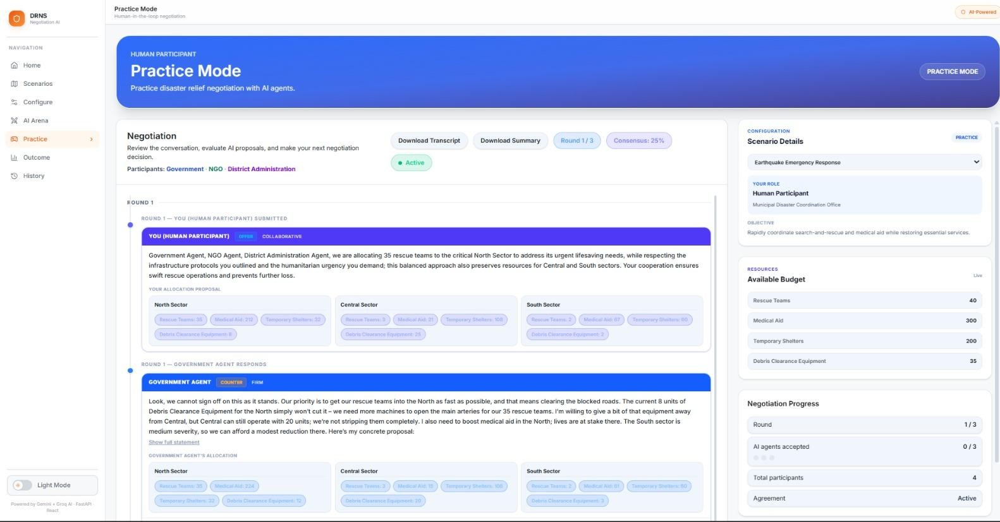 DRNS
Negotiation AI
NAVIGATION
Home
Scenarios
Configure
AI Arena
Practice
Outcome
History
Light Mode
Powered by Gemini + Groq AI · FastAPI ·
React
Practice Mode
Human-in-the-loop negotiation
AI-Powered
HUMAN PARTICIPANT
Practice Mode
Practice disaster relief negotiation with AI agents.
PRACTICE MODE
Negotiation
Review the conversation, evaluate AI proposals, and make your next negotiation
decision.
Participants: Government · NGO · District Administration
Download Transcript
Download Summary
Round 1 / 3
Consensus: 25%
Active
ROUND 1
ROUND 1 — YOU (HUMAN PARTICIPANT) SUBMITTED
YOU (HUMAN PARTICIPANT) OFFER COLLABORATIVE
Government Agent, NGO Agent, District Administration Agent, we are allocating 35 rescue teams to the critical North Sector to address its urgent lifesaving needs, while respecting the
infrastructure protocols you outlined and the humanitarian urgency you demand; this balanced approach also preserves resources for Central and South sectors. Your cooperation ensures
swift rescue operations and prevents further loss.
YOUR ALLOCATION PROPOSAL
North Sector
Rescue Teams: 35 Medical Aid: 212 Temporary Shelters: 32
Debris Clearance Equipment: 8
Central Sector
Rescue Teams: 3 Medical Aid: 21 Temporary Shelters: 108
Debris Clearance Equipment: 25
South Sector
Rescue Teams: 2 Medical Aid: 67 Temporary Shelters: 60
Debris Clearance Equipment: 2
ROUND 1 — GOVERNMENT AGENT RESPONDS
GOVERNMENT AGENT COUNTER FIRM
Look, we cannot sign off on this as it stands. Our priority is to get our rescue teams into the North as fast as possible, and that means clearing the blocked roads. The current 8 units of
Debris Clearance Equipment for the North simply won't cut it – we need more machines to open the main arteries for our 35 rescue teams. I'm willing to give a bit of that equipment away
from Central, but Central can still operate with 20 units; we're not stripping them completely. I also need to boost medical aid in the North; lives are at stake there. The South sector is
medium severity, so we can afford a modest reduction there. Here's my concrete proposal:
Show full statement
GOVERNMENT AGENT'S ALLOCATION
North Sector
Rescue Teams: 35 Medical Aid: 224
Temporary Shelters: 32 Debris Clearance Equipment: 12
Central Sector
Rescue Teams: 3 Medical Aid: 15 Temporary Shelters: 108
Debris Clearance Equipment: 20
South Sector
Rescue Teams: 2 Medical Aid: 61 Temporary Shelters: 60
Debris Clearance Equipment: 3
CONFIGURATION
Scenario Details
PRACTICE
Earthquake Emergency Response
YOUR ROLE
Human Participant
Municipal Disaster Coordination Office
OBJECTIVE
Rapidly coordinate search-and-rescue and medical aid while restoring essential services.
RESOURCES
Available Budget
Live
Rescue Teams 40
Medical Aid 300
Temporary Shelters 200
Debris Clearance Equipment 35
Negotiation Progress
Round 1 / 3
AI agents accepted 0 / 3
Total participants 4
Agreement Active